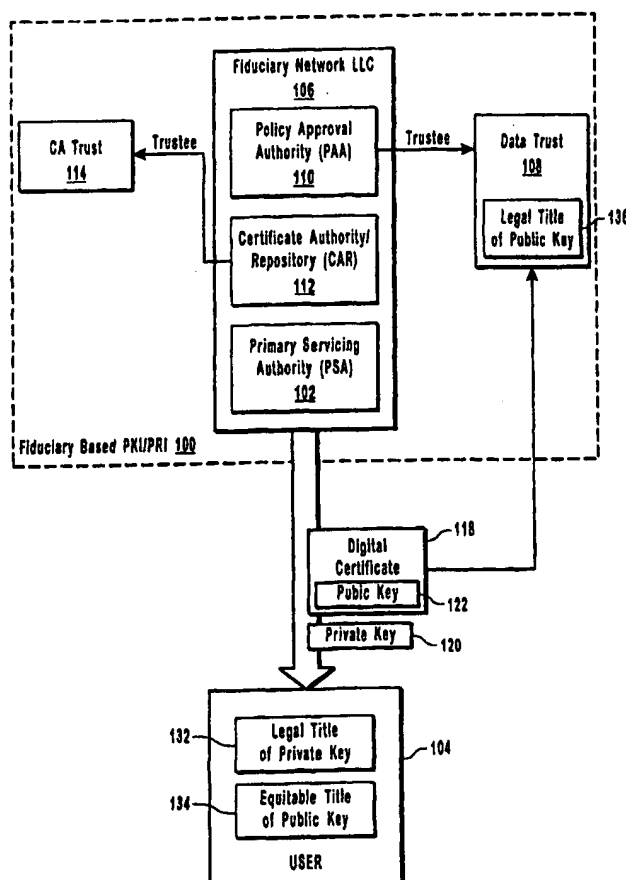 Fiduciary Network LLC
106
Policy Approval
Authority (PAA)
110
Trustee
CA Trust
114
Trustee
Data Trust
108
Legal Title
of Public Key
136
Certificate Authority/
Repository (CAR)
112
Primary Servicing
Authority (PSA)
102
Fiduciary Based PKI/PRI 100
118
Digital
Certificate
Pubic Key
122
Private Key
120
132
Legal Title
of Private Key
104
134
Equitable Title
of Public Key
USER